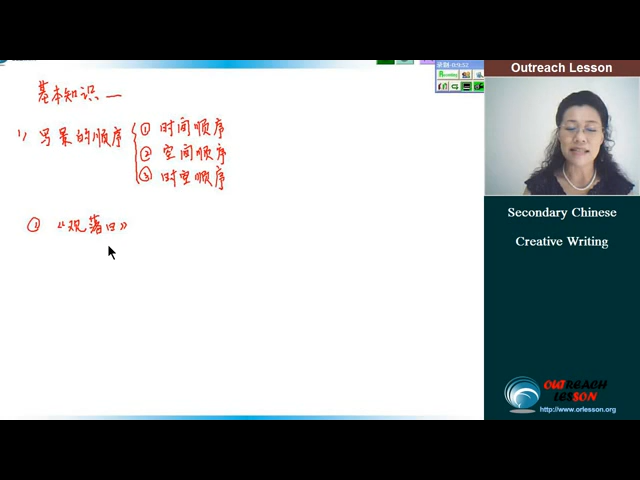 基本知识一
1) 写景的顺序
① 时间顺序
② 空间顺序
③ 时空顺序
① 《观落日》
Outreach Lesson
Secondary Chinese
Creative Writing
OUTREACH
LESSON
http://www.orlesson.org